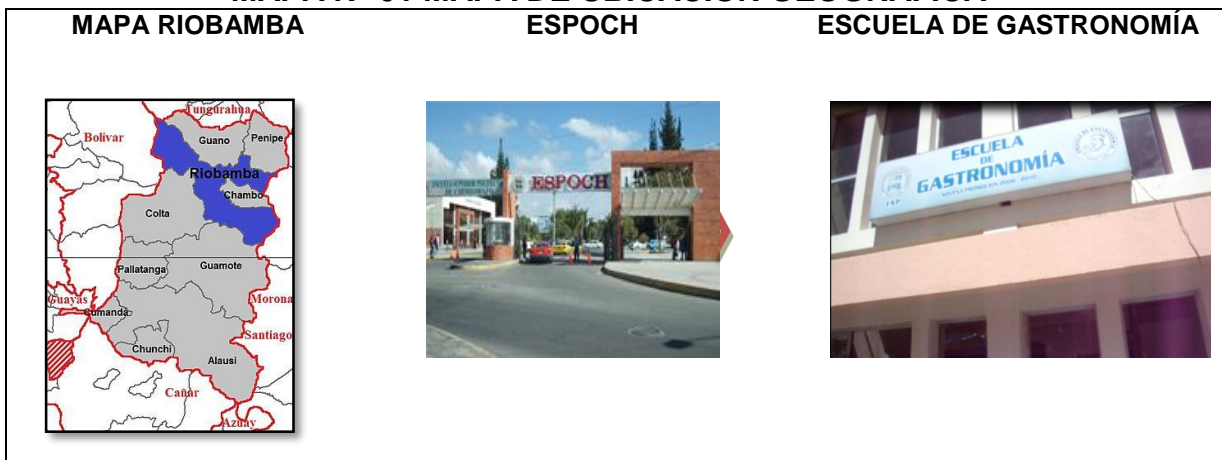 MAPA RIOBAMBA
ESPOCH
ESCUELA DE GASTRONOMÍA
Tungurahua
Bolívar
Guano
Penipe
Riobamba
Chambo
Colta
Pallatanga
Guamote
Guayas
Morona
Cumandá
Santiago
Chunchi
Alausi
Cañar
Azuay
ESPOCH
ESCUELA
DE
GASTRONOMÍA